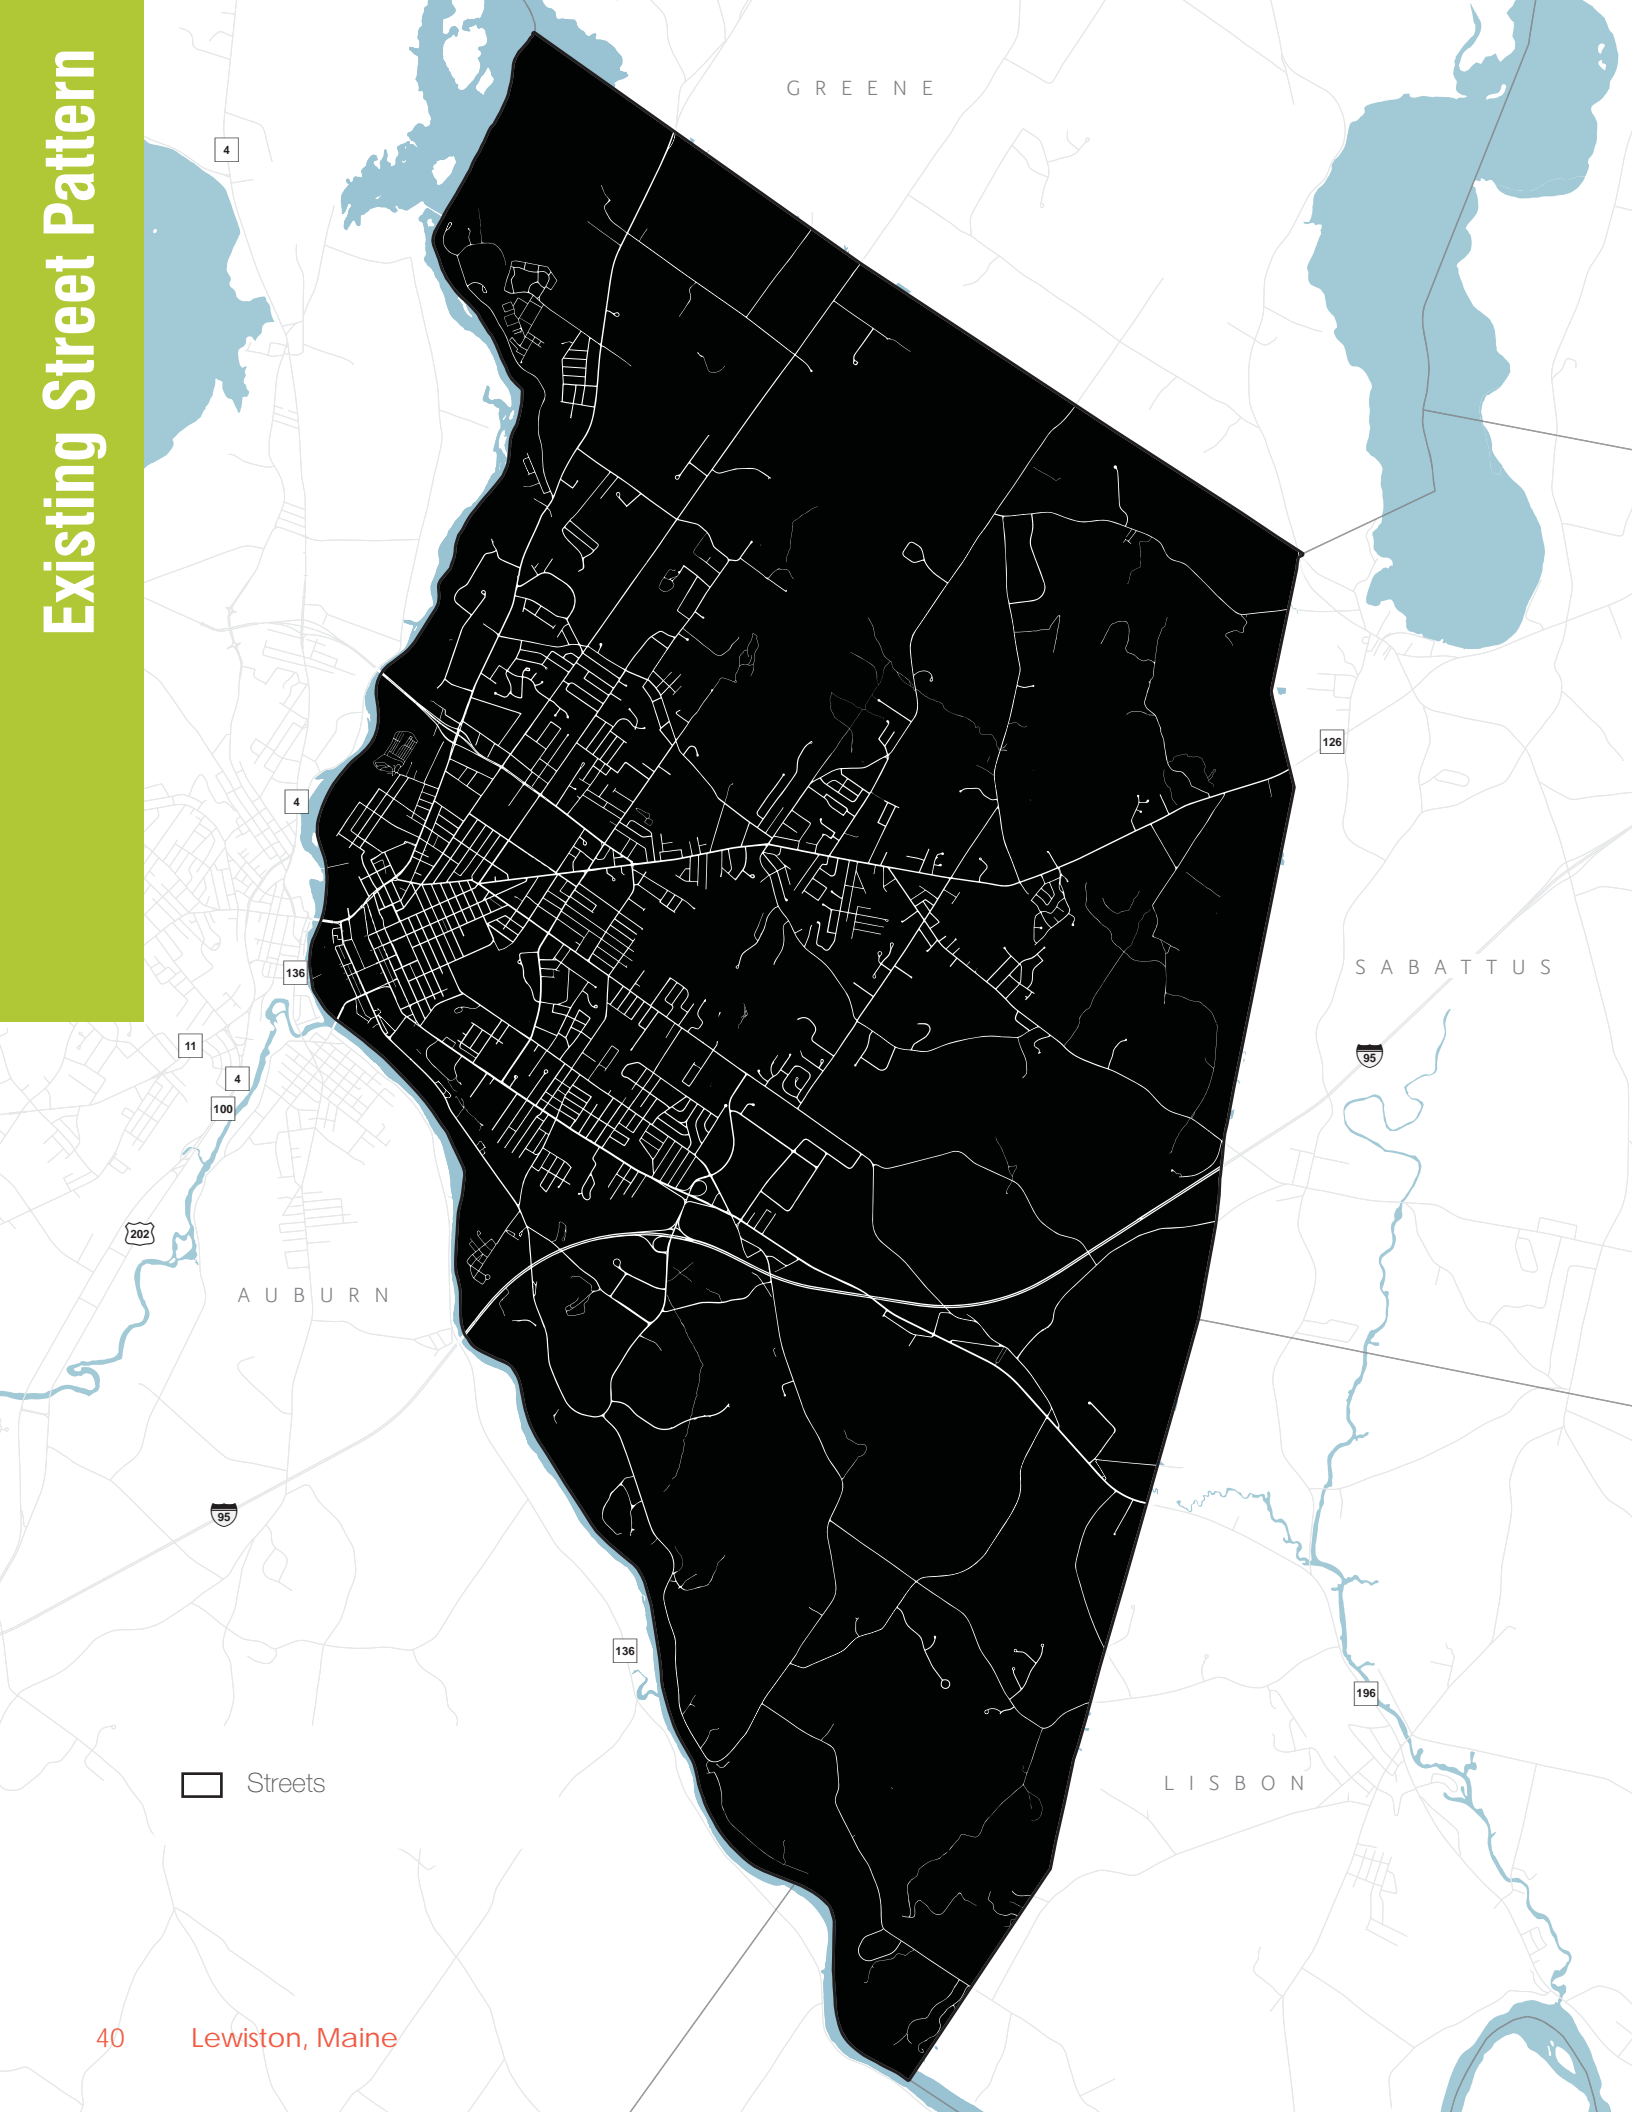 Existing Street Pattern
GREENE
4
126
4
SABATTUS
136
11
95
4
100
202
AUBURN
95
136
196
Streets
LISBON
40 Lewiston, Maine